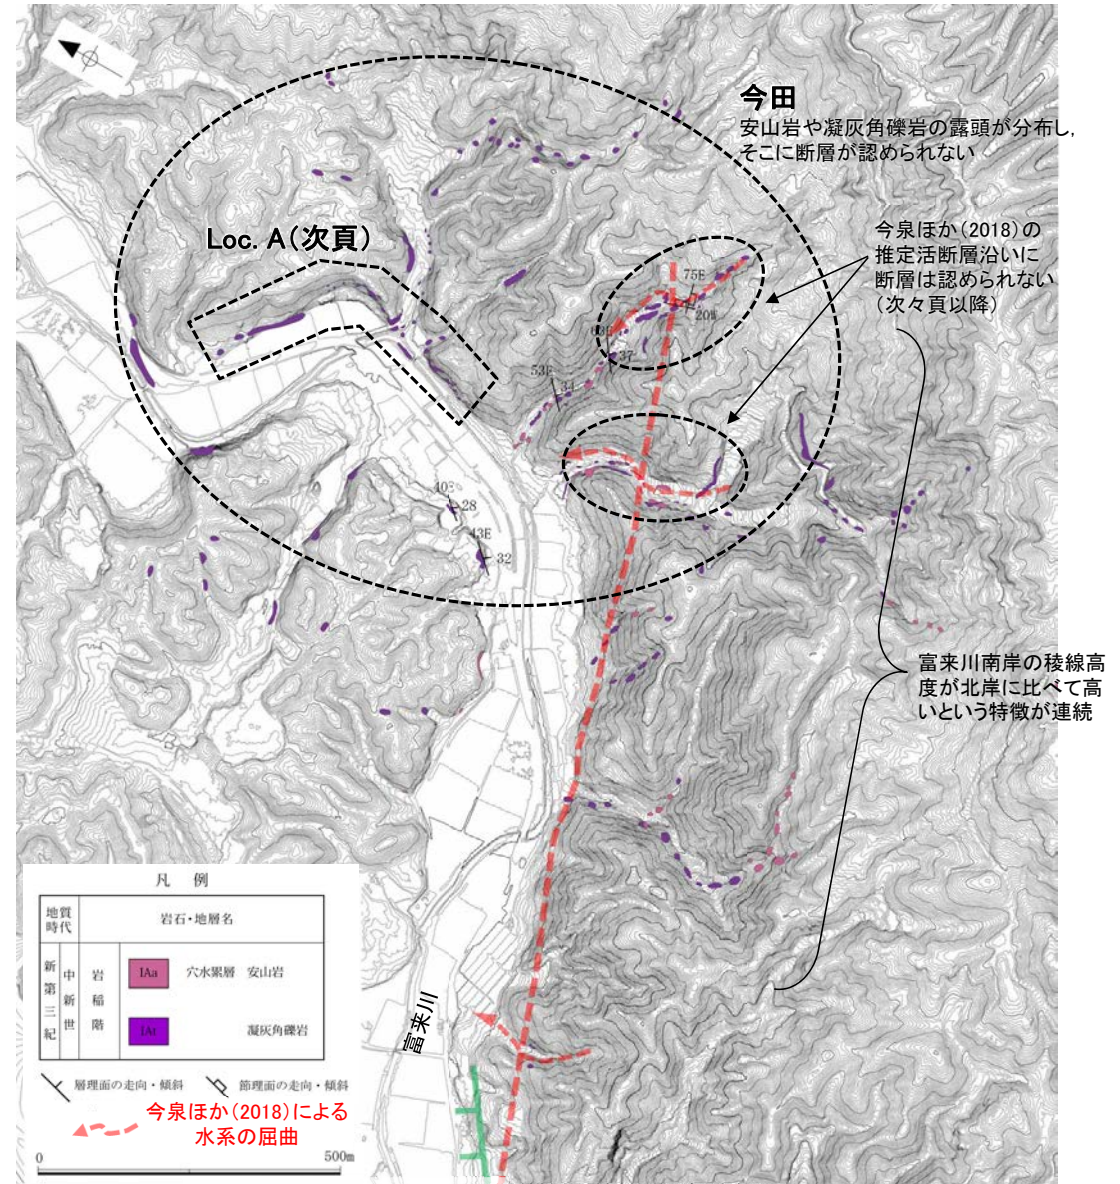 今田
安山岩や凝灰角礫岩の露頭が分布し,
そこに断層が認められない
Loc. A(次頁)
今泉ほか(2018)の
推定活断層沿いに
断層は認められない
(次々頁以降)
75E
20W
37
53E
34
28
43E
32
富来川南岸の稜線高
度が北岸に比べて高
いという特徴が連続
富来川
凡 例
地質時代 岩石・地層名
新第三紀 中新世 岩稲階
IAa 穴水累層 安山岩
IAt 凝灰角礫岩
層理面の走向・傾斜 節理面の走向・傾斜
今泉ほか(2018)による
水系の屈曲
0 500m